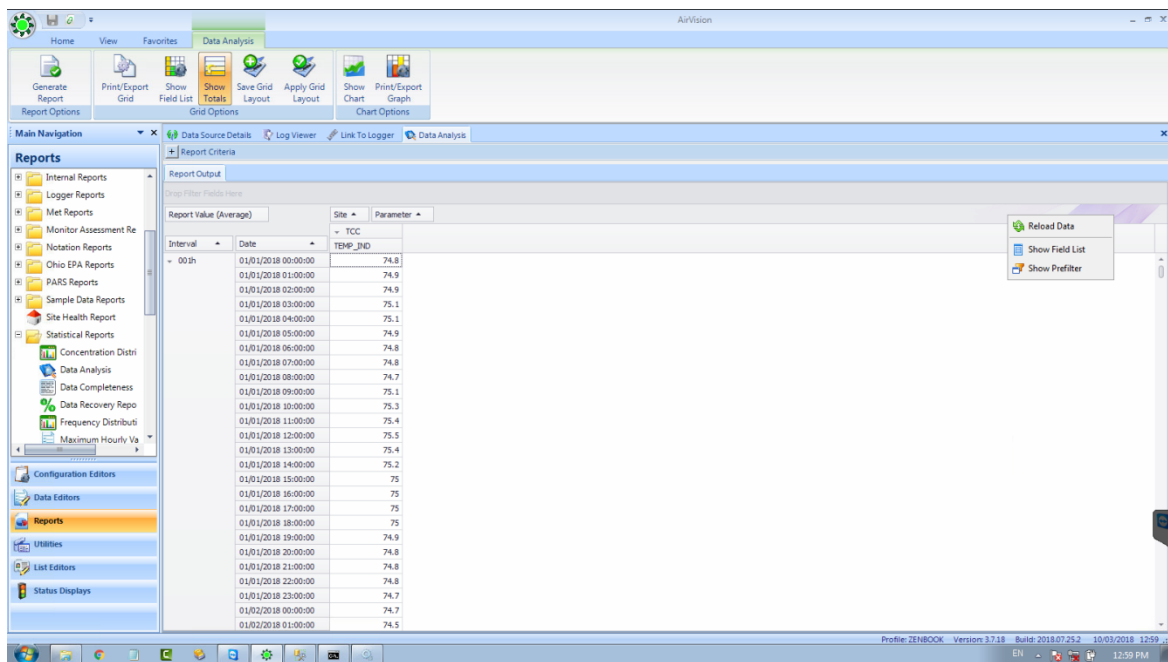 AirVision
Home View Favorites Data Analysis
Generate Report
Print/Export Grid
Show Field List
Show Totals
Save Grid Layout
Apply Grid Layout
Show Chart
Print/Export Graph
Report Options Grid Options Chart Options
Main Navigation
Data Source Details Log Viewer Link To Logger Data Analysis
Reports
Report Criteria
Internal Reports
Logger Reports
Met Reports
Monitor Assessment Re
Notation Reports
Ohio EPA Reports
PARS Reports
Sample Data Reports
Site Health Report
Statistical Reports
Concentration Distri
Data Analysis
Data Completeness
Data Recovery Repo
Frequency Distributi
Maximum Hourly Va
Configuration Editors
Data Editors
Reports
Utilities
List Editors
Status Displays
Report Output
Drop Filter Fields Here
Report Value (Average) Site Parameter
TCC
Interval Date TEMP_IND
001h 01/01/2018 00:00:00 74.8
01/01/2018 01:00:00 74.9
01/01/2018 02:00:00 74.9
01/01/2018 03:00:00 75.1
01/01/2018 04:00:00 75.1
01/01/2018 05:00:00 74.9
01/01/2018 06:00:00 74.8
01/01/2018 07:00:00 74.8
01/01/2018 08:00:00 74.7
01/01/2018 09:00:00 75.1
01/01/2018 10:00:00 75.3
01/01/2018 11:00:00 75.4
01/01/2018 12:00:00 75.5
01/01/2018 13:00:00 75.4
01/01/2018 14:00:00 75.2
01/01/2018 15:00:00 75
01/01/2018 16:00:00 75
01/01/2018 17:00:00 75
01/01/2018 18:00:00 75
01/01/2018 19:00:00 74.9
01/01/2018 20:00:00 74.8
01/01/2018 21:00:00 74.8
01/01/2018 22:00:00 74.8
01/01/2018 23:00:00 74.7
01/02/2018 00:00:00 74.7
01/02/2018 01:00:00 74.5
Reload Data
Show Field List
Show Prefilter
Profile: ZENBOOK Version: 3.7.18 Build: 2018.07.25.2 10/03/2018 12:59
EN 12:59 PM